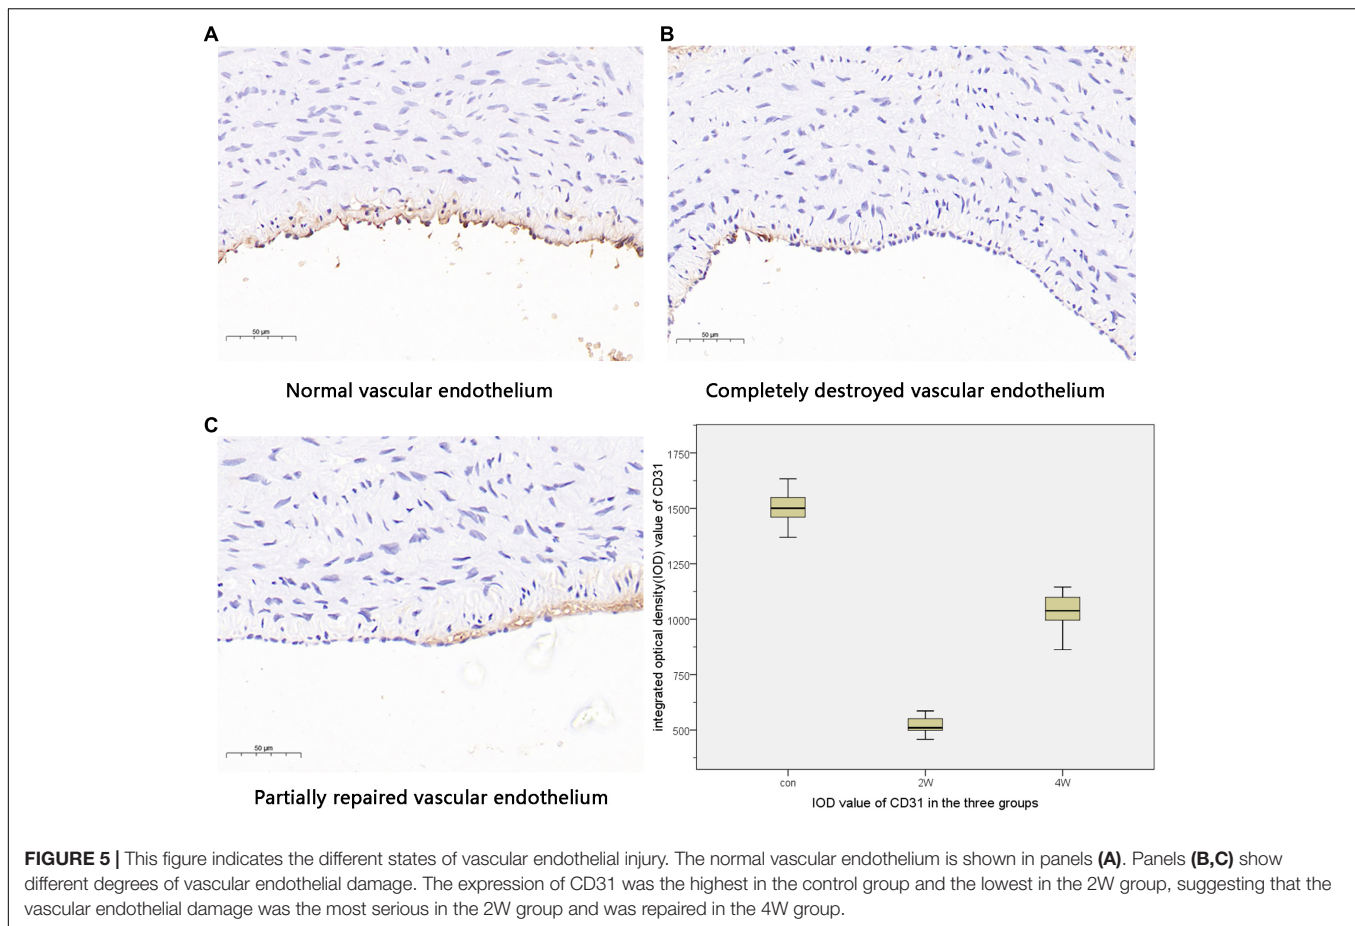 A
B
50 µm
50 µm
Normal vascular endothelium
Completely destroyed vascular endothelium
C
50 µm
Partially repaired vascular endothelium
integrated optical density(IOD) value of CD31
1750
1500
1250
1000
750
500
con
2W
4W
IOD value of CD31 in the three groups
FIGURE 5 | This figure indicates the different states of vascular endothelial injury. The normal vascular endothelium is shown in panels (A). Panels (B,C) show
different degrees of vascular endothelial damage. The expression of CD31 was the highest in the control group and the lowest in the 2W group, suggesting that the
vascular endothelial damage was the most serious in the 2W group and was repaired in the 4W group.